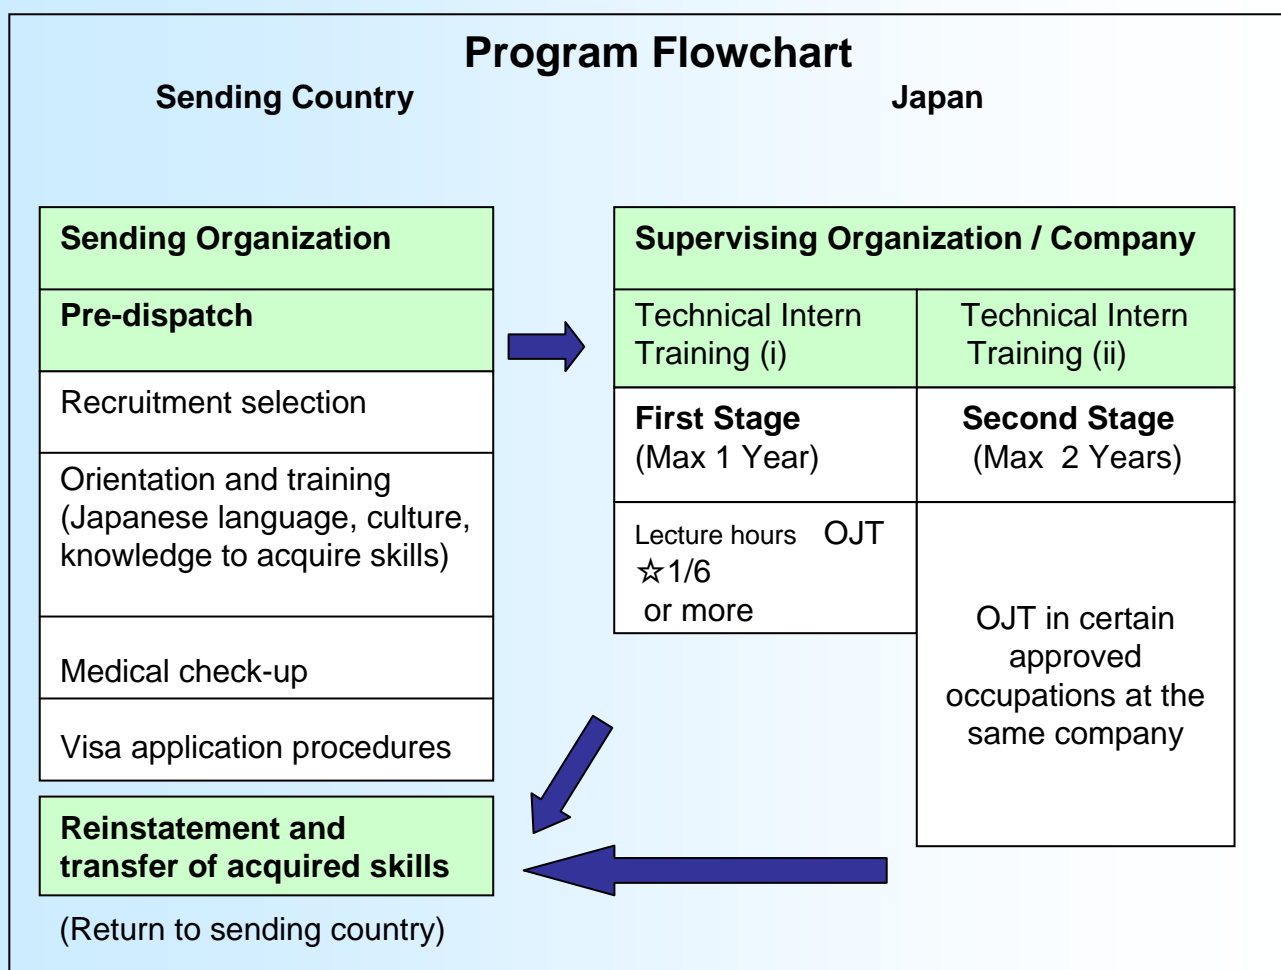 Program Flowchart
Sending Country
Japan
Sending Organization
Pre-dispatch
Recruitment selection
Orientation and training
(Japanese language, culture,
knowledge to acquire skills)
Medical check-up
Visa application procedures
Reinstatement and
transfer of acquired skills
(Return to sending country)
Supervising Organization / Company
Technical Intern
Training (i)
First Stage
(Max 1 Year)
Lecture hours OJT
☆1/6
or more
Technical Intern
Training (ii)
Second Stage
(Max 2 Years)
OJT in certain
approved
occupations at the
same company